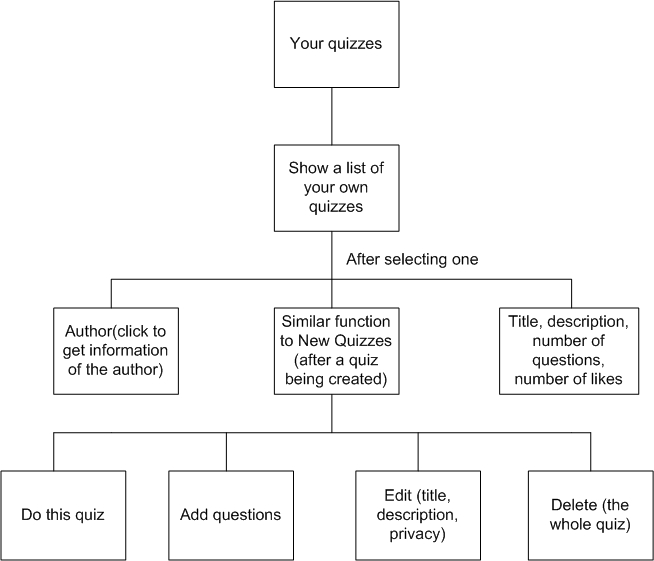 Your quizzes
Show a list of
your own
quizzes
After selecting one
Author(click to
get information
of the author)
Similar function
to New Quizzes
(after a quiz
being created)
Title, description,
number of
questions,
number of likes
Do this quiz
Add questions
Edit (title,
description,
privacy)
Delete (the
whole quiz)